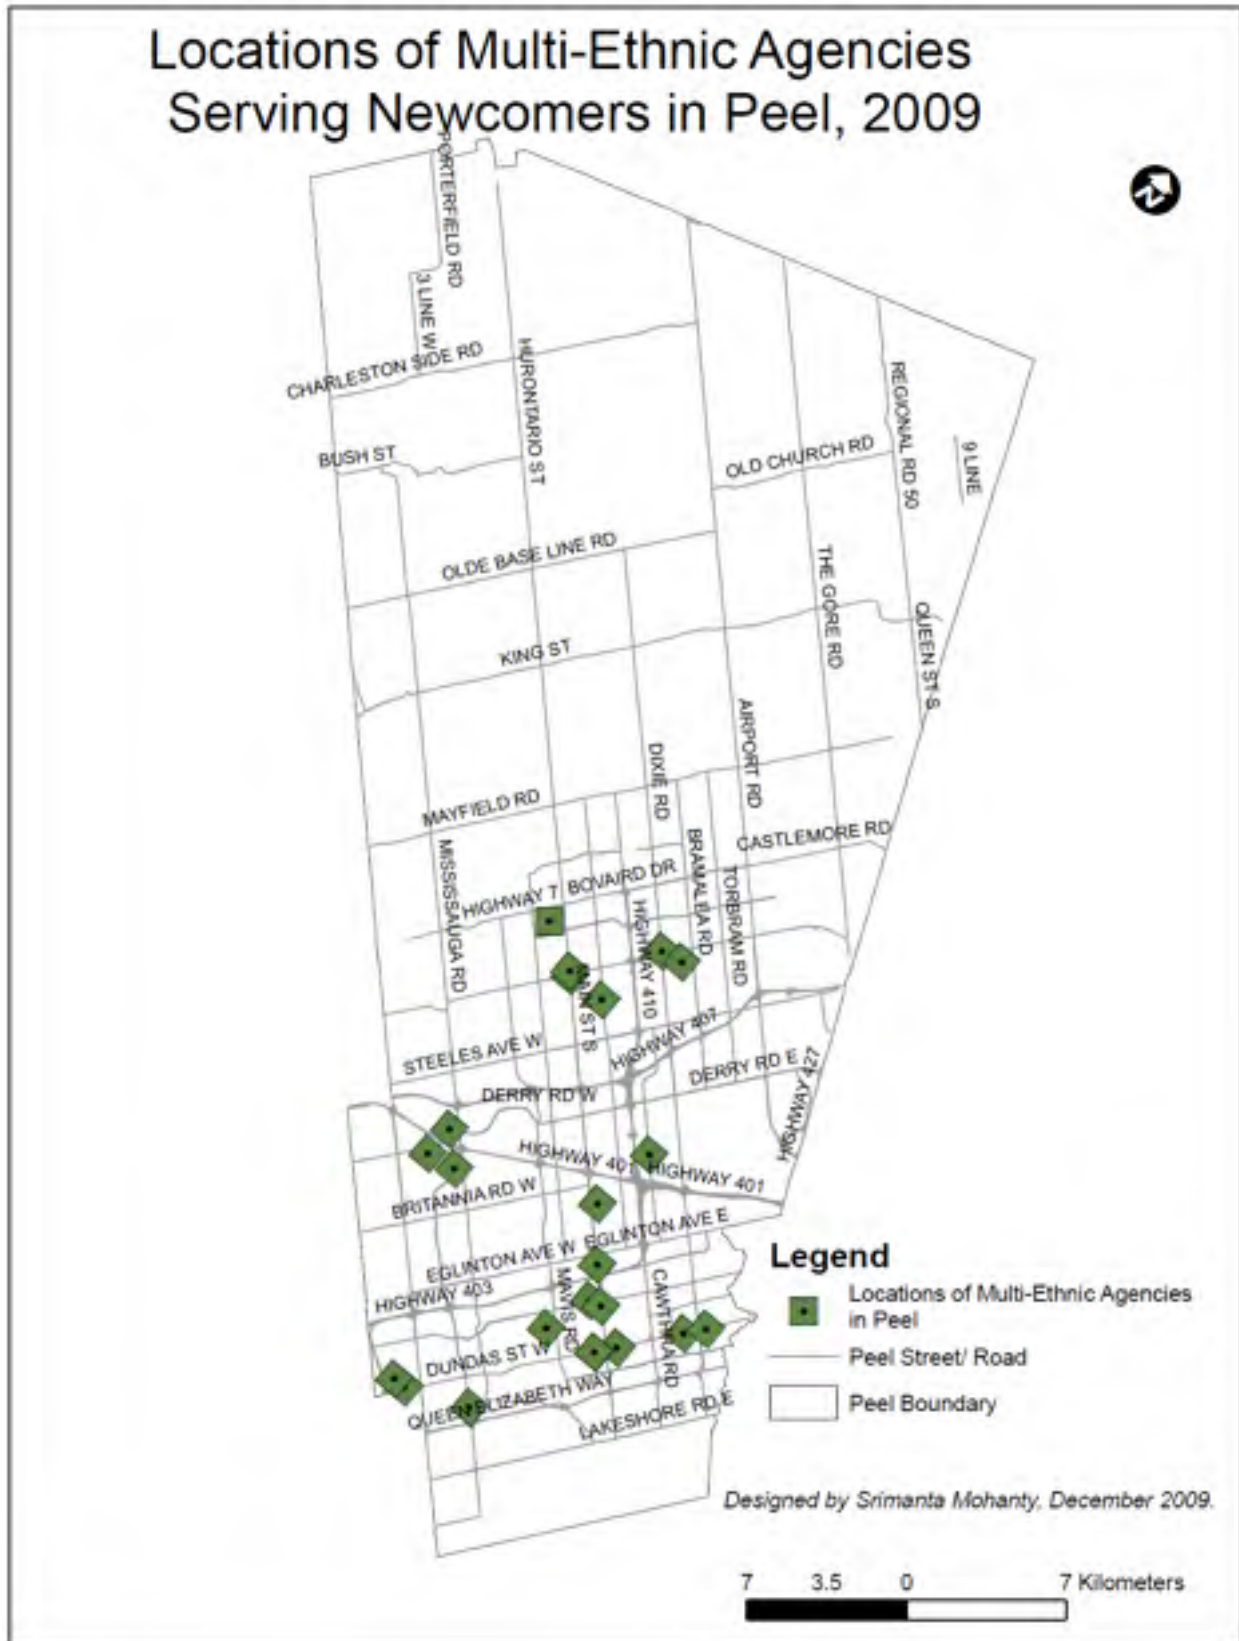 Locations of Multi-Ethnic Agencies
Serving Newcomers in Peel, 2009
N
PORTERFIELD RD
3 LINE W
CHARLESTON SIDE RD
HURONTARIO ST
REGIONAL RD 50
BUSH ST
OLD CHURCH RD
9 LINE
OLDE BASE LINE RD
THE GORE RD
QUEEN ST S
KING ST
AIRPORT RD
DIXIE RD
MAYFIELD RD
CASTLEMORE RD
MISSISSAUGA RD
BRAMALEA RD
TORBRAM RD
HIGHWAY 7
BOVAIRD DR
HIGHWAY 410
MAIN ST S
STEELES AVE W
HIGHWAY 407
DERRY RD E
HIGHWAY 427
DERRY RD W
HIGHWAY 401
HIGHWAY 401
BRITANNIA RD W
EGLINTON AVE W
EGLINTON AVE E
HIGHWAY 403
MAVIS RD
CAWTHRA RD
DUNDAS ST W
QUEEN ELIZABETH WAY
LAKESHORE RD E
Legend
Locations of Multi-Ethnic Agencies
in Peel
Peel Street/ Road
Peel Boundary
Designed by Srimanta Mohanty, December 2009.
7 3.5 0 7 Kilometers